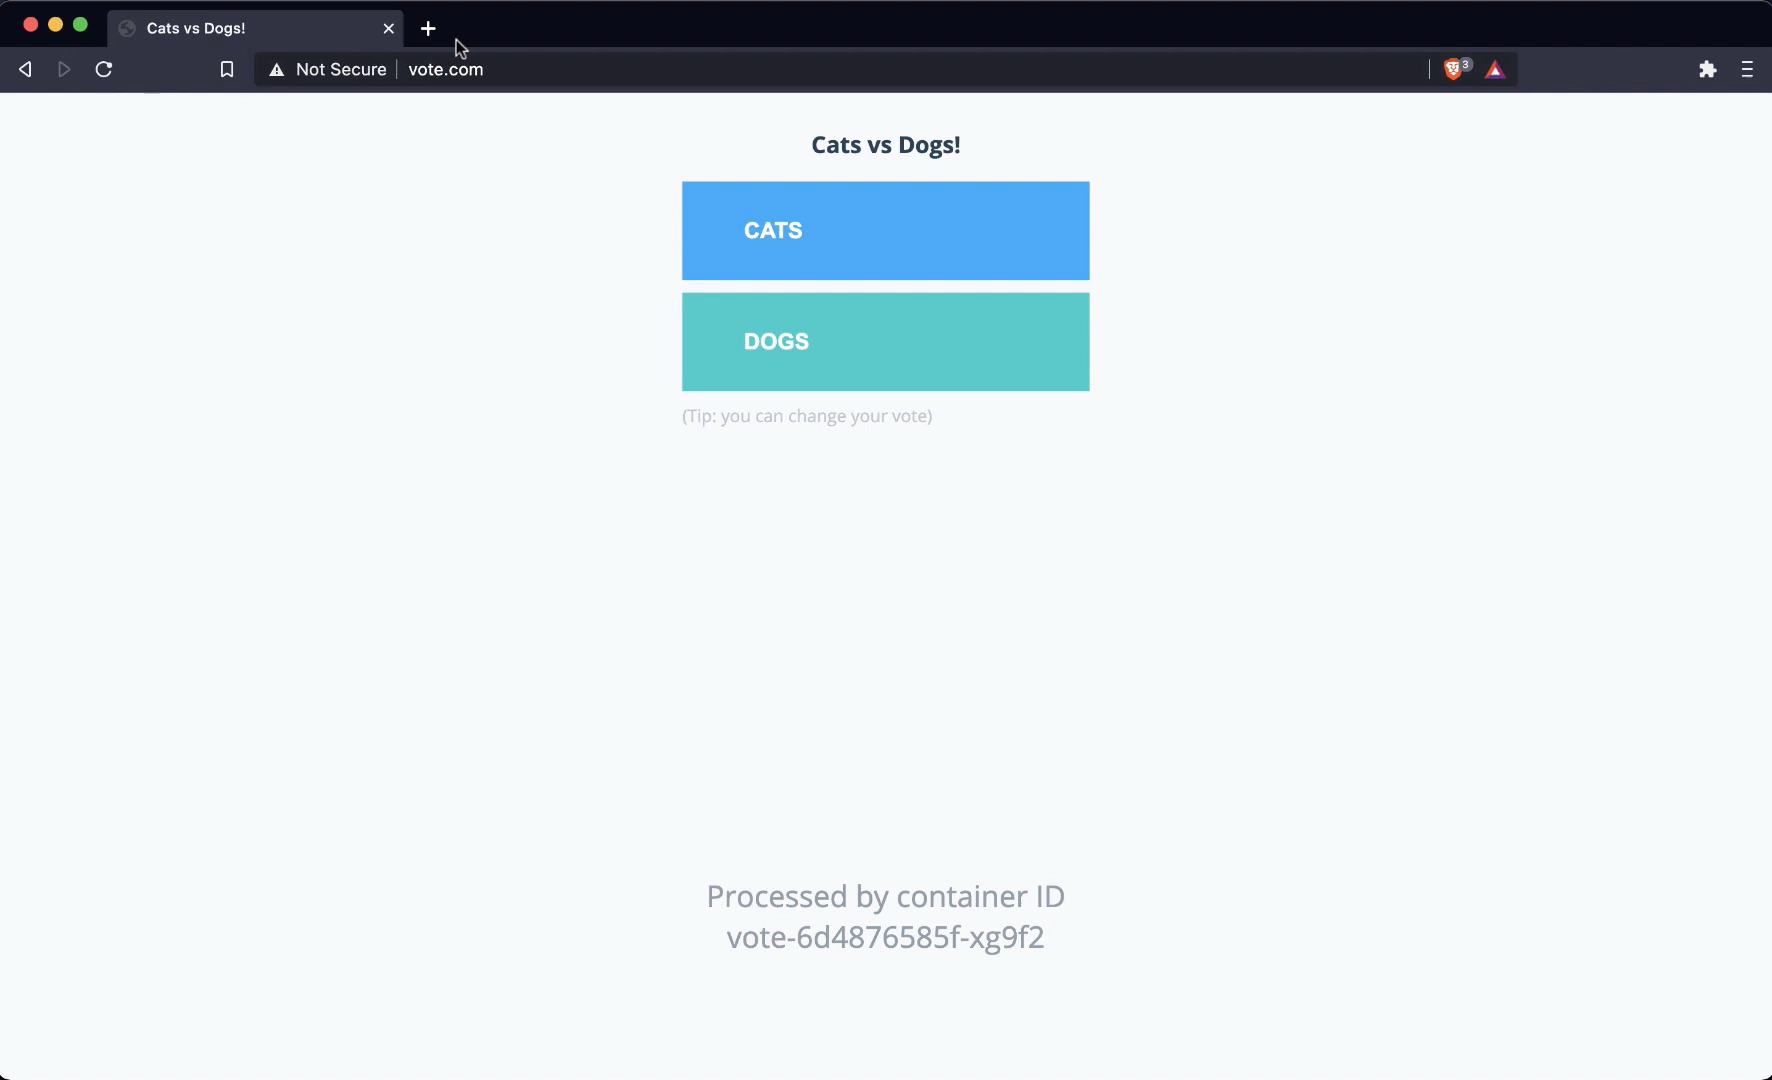 Cats vs Dogs!
Not Secure vote.com
3
Cats vs Dogs!
CATS
DOGS
(Tip: you can change your vote)
Processed by container ID
vote-6d4876585f-xg9f2